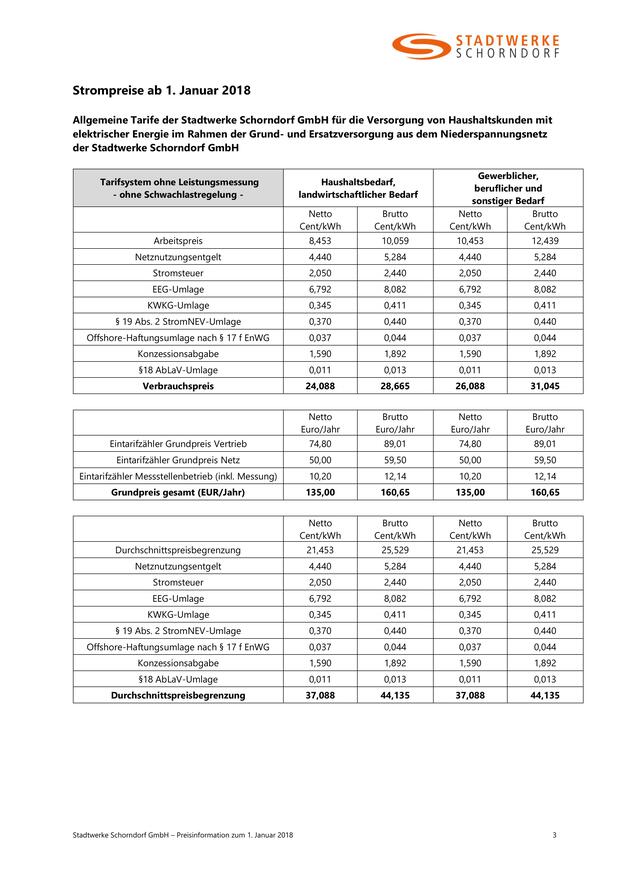 STADTWERKE
SCHORNDORF
Strompreise ab 1. Januar 2018
Allgemeine Tarife der Stadtwerke Schorndorf GmbH für die Versorgung von Haushaltskunden mit
elektrischer Energie im Rahmen der Grund- und Ersatzversorgung aus dem Niederspannungsnetz
der Stadtwerke Schorndorf GmbH
Tarifsystem ohne Leistungsmessung
- ohne Schwachlastregelung -
Haushaltsbedarf,
landwirtschaftlicher Bedarf
Gewerblicher,
beruflicher und
sonstiger Bedarf
Netto Brutto Netto Brutto
Cent/kWh Cent/kWh Cent/kWh Cent/kWh
Arbeitspreis 8,453 10,059 10,453 12,439
Netznutzungsentgelt 4,440 5,284 4,440 5,284
Stromsteuer 2,050 2,440 2,050 2,440
EEG-Umlage 6,792 8,082 6,792 8,082
KWKG-Umlage 0,345 0,411 0,345 0,411
§ 19 Abs. 2 StromNEV-Umlage 0,370 0,440 0,370 0,440
Offshore-Haftungsumlage nach § 17 f EnWG 0,037 0,044 0,037 0,044
Konzessionsabgabe 1,590 1,892 1,590 1,892
§18 AbLaV-Umlage 0,011 0,013 0,011 0,013
Verbrauchspreis 24,088 28,665 26,088 31,045
Netto Brutto Netto Brutto
Euro/Jahr Euro/Jahr Euro/Jahr Euro/Jahr
Eintarifzähler Grundpreis Vertrieb 74,80 89,01 74,80 89,01
Eintarifzähler Grundpreis Netz 50,00 59,50 50,00 59,50
Eintarifzähler Messstellenbetrieb (inkl. Messung) 10,20 12,14 10,20 12,14
Grundpreis gesamt (EUR/Jahr) 135,00 160,65 135,00 160,65
Netto Brutto Netto Brutto
Cent/kWh Cent/kWh Cent/kWh Cent/kWh
Durchschnittspreisbegrenzung 21,453 25,529 21,453 25,529
Netznutzungsentgelt 4,440 5,284 4,440 5,284
Stromsteuer 2,050 2,440 2,050 2,440
EEG-Umlage 6,792 8,082 6,792 8,082
KWKG-Umlage 0,345 0,411 0,345 0,411
§ 19 Abs. 2 StromNEV-Umlage 0,370 0,440 0,370 0,440
Offshore-Haftungsumlage nach § 17 f EnWG 0,037 0,044 0,037 0,044
Konzessionsabgabe 1,590 1,892 1,590 1,892
§18 AbLaV-Umlage 0,011 0,013 0,011 0,013
Durchschnittspreisbegrenzung 37,088 44,135 37,088 44,135
Stadtwerke Schorndorf GmbH – Preisinformation zum 1. Januar 2018 3